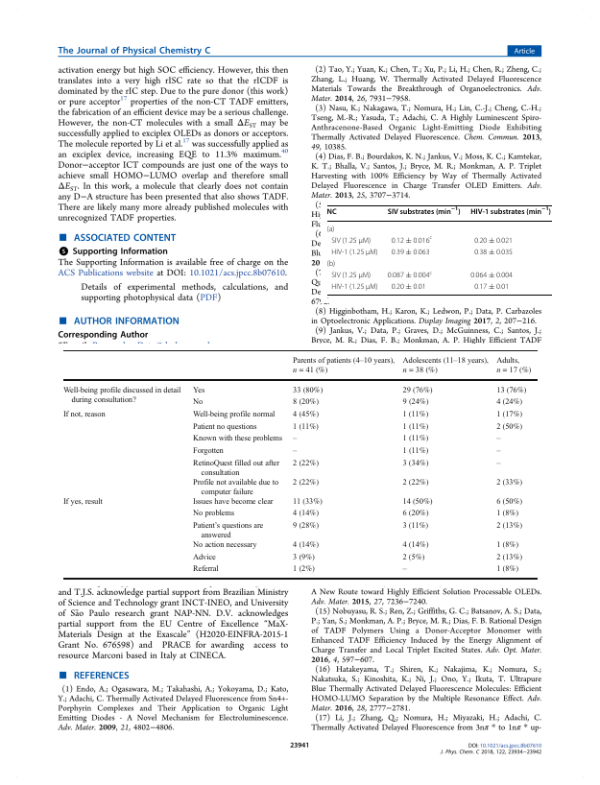 The Journal of Physical Chemistry C
Article
activation energy but high SOC efficiency. However, this then
translates into a very high rISC rate so that the rICDF is
dominated by the rIC step. Due to the pure donor (this work)
or pure acceptor17 properties of the non-CT TADF emitters,
the fabrication of an efficient device may be a serious challenge.
However, the non-CT molecules with a small ΔEST may be
successfully applied to exciplex OLEDs as donors or acceptors.
The molecule reported by Li et al.17 was successfully applied as
an exciplex device, increasing EQE to 11.3% maximum.40
Donor−acceptor ICT compounds are just one of the ways to
achieve small HOMO−LUMO overlap and therefore small
ΔEST. In this work, a molecule that clearly does not contain
any D−A structure has been presented that also shows TADF.
There are likely many more already published molecules with
unrecognized TADF properties.
■ ASSOCIATED CONTENT
S Supporting Information
The Supporting Information is available free of charge on the
ACS Publications website at DOI: 10.1021/acs.jpcc.8b07610.
Details of experimental methods, calculations, and
supporting photophysical data (PDF)
■ AUTHOR INFORMATION
Corresponding Author
(2) Tao, Y.; Yuan, K.; Chen, T.; Xu, P.; Li, H.; Chen, R.; Zheng, C.;
Zhang, L.; Huang, W. Thermally Activated Delayed Fluorescence
Materials Towards the Breakthrough of Organoelectronics. Adv.
Mater. 2014, 26, 7931−7958.
(3) Nasu, K.; Nakagawa, T.; Nomura, H.; Lin, C.-J.; Cheng, C.-H.;
Tseng, M.-R.; Yasuda, T.; Adachi, C. A Highly Luminescent Spiro-
Anthracenone-Based Organic Light-Emitting Diode Exhibiting
Thermally Activated Delayed Fluorescence. Chem. Commun. 2013,
49, 10385.
(4) Dias, F. B.; Bourdakos, K. N.; Jankus, V.; Moss, K. C.; Kamtekar,
K. T.; Bhalla, V.; Santos, J.; Bryce, M. R.; Monkman, A. P. Triplet
Harvesting with 100% Efficiency by Way of Thermally Activated
Delayed Fluorescence in Charge Transfer OLED Emitters. Adv.
Mater. 2013, 25, 3707−3714.
NC SIV substrates (min−1) HIV-1 substrates (min−1)
(a)
SIV (1.25 μM) 0.12 ± 0.016c 0.20 ± 0.021
HIV-1 (1.25 μM) 0.39 ± 0.063 0.38 ± 0.035
(b)
SIV (1.25 μM) 0.087 ± 0.004c 0.064 ± 0.004
HIV-1 (1.25 μM) 0.20 ± 0.01 0.17 ± 0.01
(8) Higginbotham, H.; Karon, K.; Ledwon, P.; Data, P. Carbazoles
in Optoelectronic Applications. Display Imaging 2017, 2, 207−216.
(9) Jankus, V.; Data, P.; Graves, D.; McGuinness, C.; Santos, J.;
Bryce, M. R.; Dias, F. B.; Monkman, A. P. Highly Efficient TADF
Parents of patients (4–10 years), Adolescents (11–18 years), Adults,
n = 41 (%) n = 38 (%) n = 17 (%)
Well-being profile discussed in detail Yes 33 (80%) 29 (76%) 13 (76%)
during consultation? No 8 (20%) 9 (24%) 4 (24%)
If not, reason Well-being profile normal 4 (45%) 1 (11%) 1 (17%)
Patient no questions 1 (11%) 1 (11%) 2 (50%)
Known with these problems – 1 (11%) –
Forgotten – 1 (11%) –
RetinoQuest filled out after 2 (22%) 3 (34%) –
consultation
Profile not available due to 2 (22%) 2 (22%) 2 (33%)
computer failure
If yes, result Issues have become clear 11 (33%) 14 (50%) 6 (50%)
No problems 4 (14%) 6 (20%) 1 (8%)
Patient's questions are 9 (28%) 3 (11%) 2 (13%)
answered
No action necessary 4 (14%) 4 (14%) 1 (8%)
Advice 3 (9%) 2 (5%) 2 (13%)
Referral 1 (2%) – 1 (8%)
and T.J.S. acknowledge partial support from Brazilian Ministry
of Science and Technology grant INCT-INEO, and University
of São Paulo research grant NAP-NN. D.V. acknowledges
partial support from the EU Centre of Excellence “MaX-
Materials Design at the Exascale” (H2020-EINFRA-2015-1
Grant No. 676598) and PRACE for awarding access to
resource Marconi based in Italy at CINECA.
■ REFERENCES
(1) Endo, A.; Ogasawara, M.; Takahashi, A.; Yokoyama, D.; Kato,
Y.; Adachi, C. Thermally Activated Delayed Fluorescence from Sn4+-
Porphyrin Complexes and Their Application to Organic Light
Emitting Diodes - A Novel Mechanism for Electroluminescence.
Adv. Mater. 2009, 21, 4802−4806.
A New Route toward Highly Efficient Solution Processable OLEDs.
Adv. Mater. 2015, 27, 7236−7240.
(15) Nobuyasu, R. S.; Ren, Z.; Griffiths, G. C.; Batsanov, A. S.; Data,
P.; Yan, S.; Monkman, A. P.; Bryce, M. R.; Dias, F. B. Rational Design
of TADF Polymers Using a Donor-Acceptor Monomer with
Enhanced TADF Efficiency Induced by the Energy Alignment of
Charge Transfer and Local Triplet Excited States. Adv. Opt. Mater.
2016, 4, 597−607.
(16) Hatakeyama, T.; Shiren, K.; Nakajima, K.; Nomura, S.;
Nakatsuka, S.; Kinoshita, K.; Ni, J.; Ono, Y.; Ikuta, T. Ultrapure
Blue Thermally Activated Delayed Fluorescence Molecules: Efficient
HOMO-LUMO Separation by the Multiple Resonance Effect. Adv.
Mater. 2016, 28, 2777−2781.
(17) Li, J.; Zhang, Q.; Nomura, H.; Miyazaki, H.; Adachi, C.
Thermally Activated Delayed Fluorescence from 3nπ * to 1nπ * up-
23941
DOI: 10.1021/acs.jpcc.8b07610
J. Phys. Chem. C 2018, 122, 23934−23942